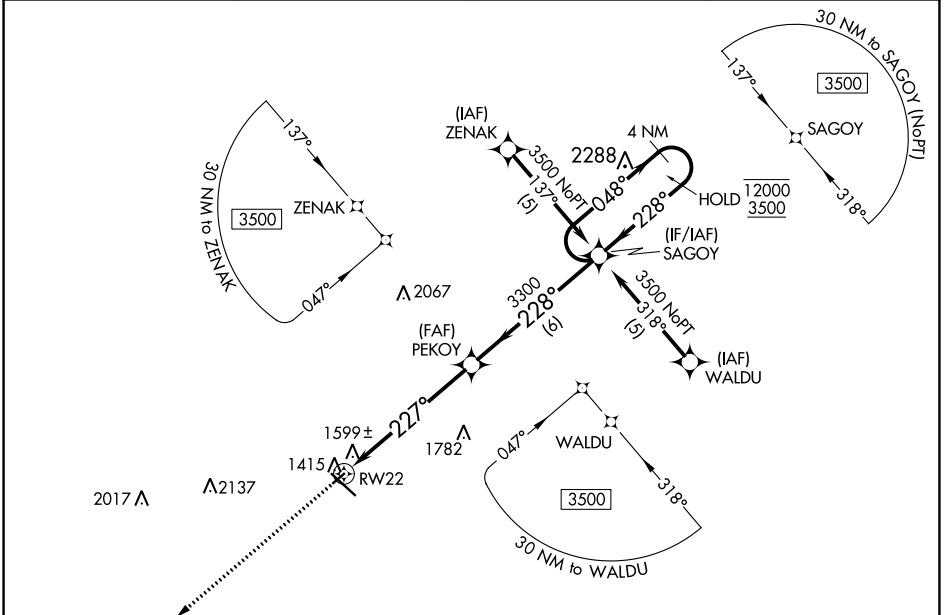 30 NM to SAGOY (NoPT)
137°
3500
SAGOY
318°
(IAF)
ZENAK
3500 NoPT
137°
(5)
4 NM
2288
048°
228°
HOLD
12000
3500
(IF/IAF)
SAGOY
137°
ZENAK
3500
30 NM to ZENAK
047°
2067
3300
228°
(6)
3500 NoPT
318°
(5)
(FAF)
PEKOY
(IAF)
WALDU
227°
1599±
1782
1415
RW22
2017
2137
047°
WALDU
3500
318°
30 NM to WALDU